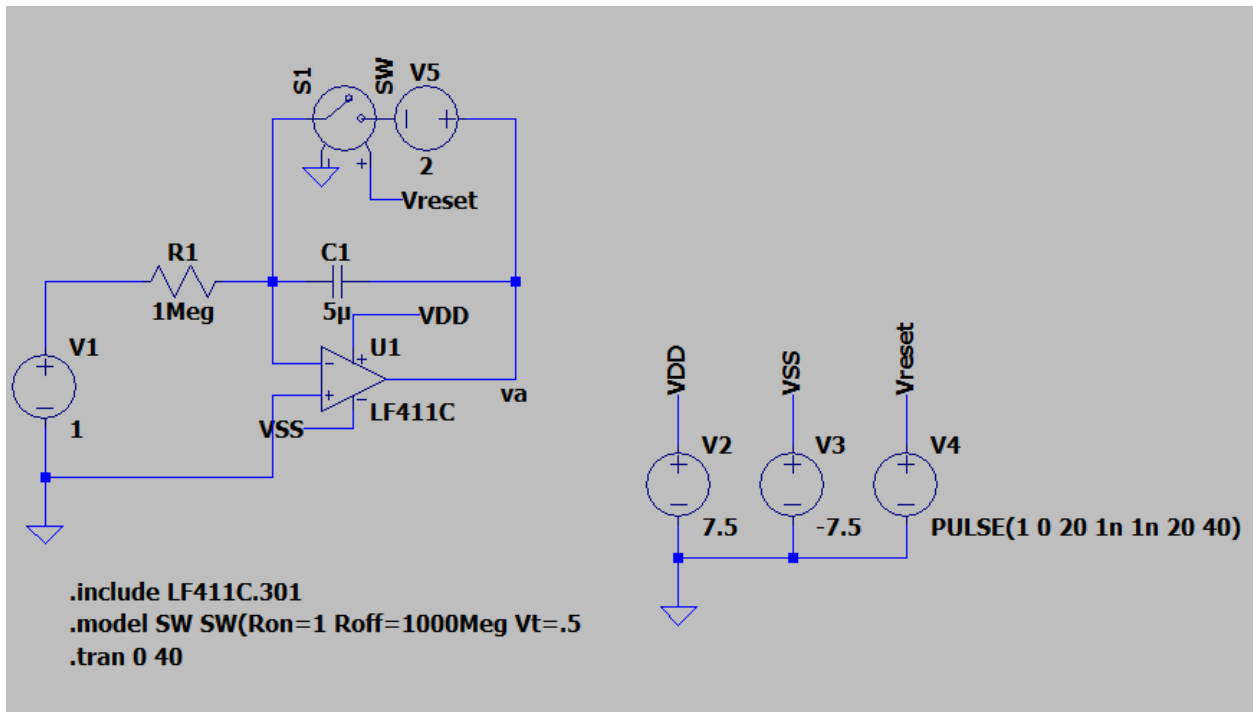 S1
SW
V5
2
Vreset
R1
1Meg
C1
5µ
VDD
U1
LF411C
VSS
va
V1
1
VDD
VSS
Vreset
V2
7.5
V3
-7.5
V4
PULSE(1 0 20 1n 1n 20 40)
.include LF411C.301
.model SW SW(Ron=1 Roff=1000Meg Vt=.5
.tran 0 40